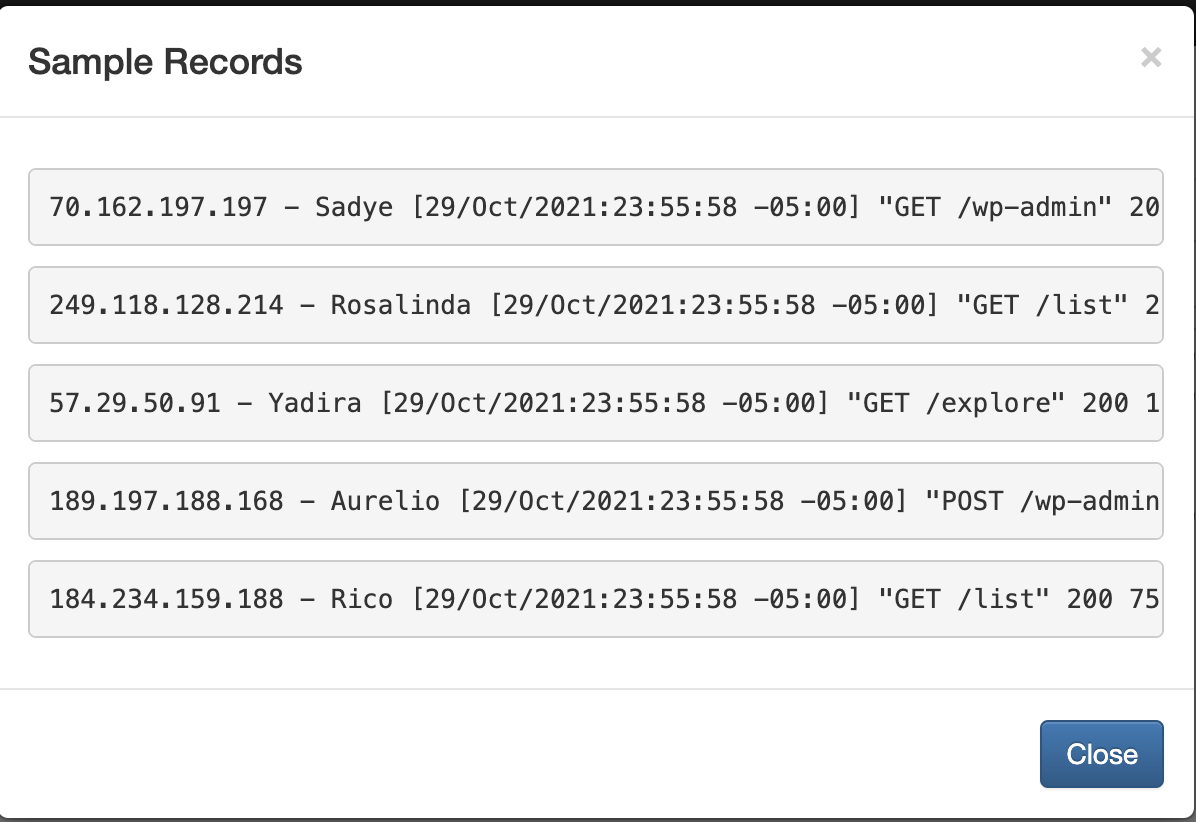 Sample Records
×
70.162.197.197 – Sadye [29/Oct/2021:23:55:58 -05:00] "GET /wp-admin" 20
249.118.128.214 – Rosalinda [29/Oct/2021:23:55:58 -05:00] "GET /list" 2
57.29.50.91 – Yadira [29/Oct/2021:23:55:58 -05:00] "GET /explore" 200 1
189.197.188.168 – Aurelio [29/Oct/2021:23:55:58 -05:00] "POST /wp-admin
184.234.159.188 – Rico [29/Oct/2021:23:55:58 -05:00] "GET /list" 200 75
Close